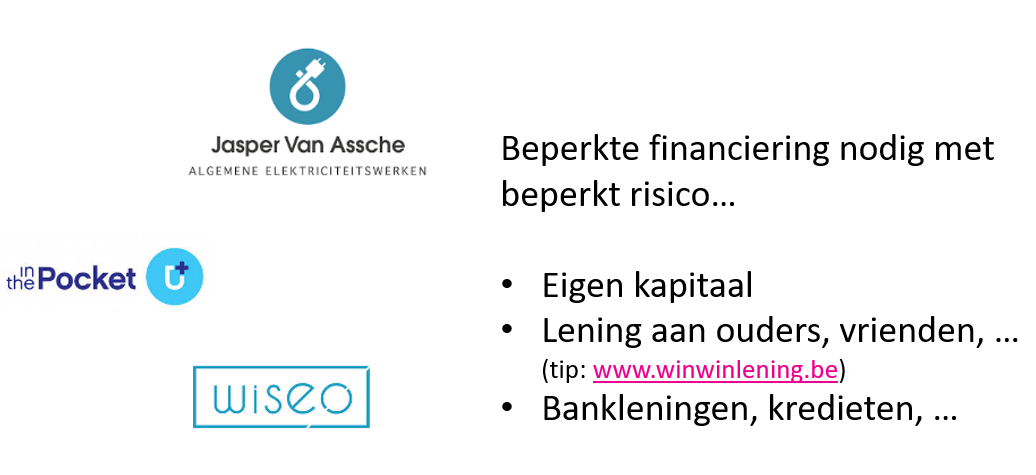 Jasper Van Assche
ALGEMENE ELEKTRICITEITSWERKEN
in the Pocket
wiseo
Beperkte financiering nodig met
beperkt risico…
• Eigen kapitaal
• Lening aan ouders, vrienden, …
(tip: www.winwinlening.be)
• Bankleningen, kredieten, …